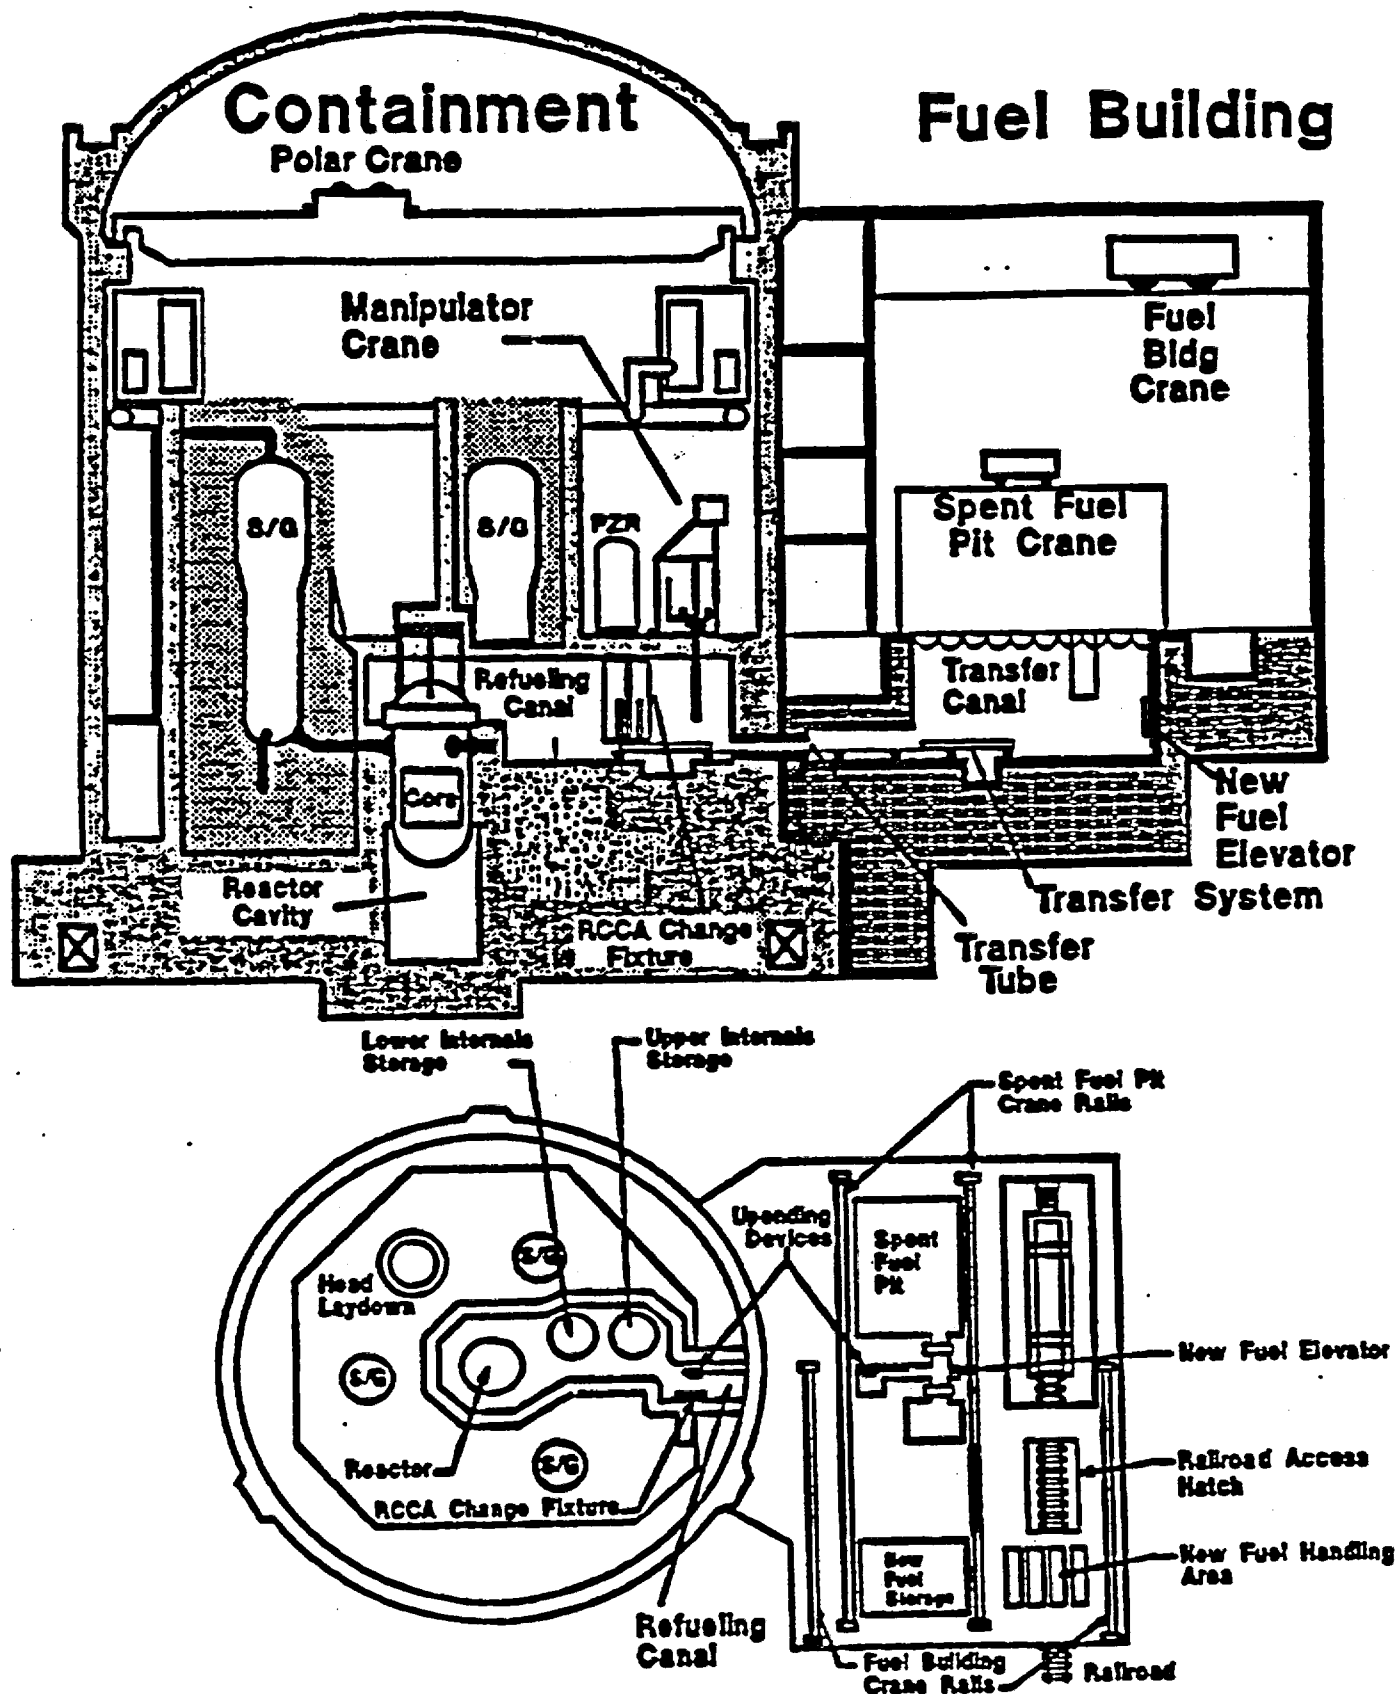 Containment
Polar Crane
Fuel Building
Manipulator
Crane
Fuel
Bldg
Crane
S/G
S/G
PZR
Spent Fuel
Pit Crane
Refueling
Canal
Transfer
Canal
Core
New
Fuel
Elevator
Reactor
Cavity
Transfer System
RCCA Change
Fixture
Transfer
Tube
Lower Internals
Storage
Upper Internals
Storage
Spent Fuel Pit
Crane Rails
Upending
Devices
Spent
Fuel
Pit
S/G
Head
Laydown
S/G
New Fuel Elevator
S/G
Reactor
RCCA Change Fixture
Railroad Access
Hatch
New Fuel Handling
Area
New
Fuel
Storage
Refueling
Canal
Fuel Building
Crane Rails
Railroad